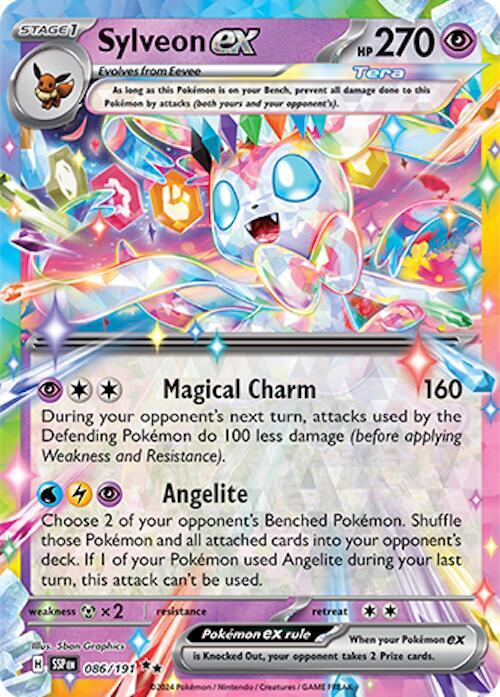 STAGE 1
Sylveon ex
HP 270
Evolves from Eevee
Tera
As long as this Pokémon is on your Bench, prevent all damage done to this
Pokémon by attacks (both yours and your opponent's).
Magical Charm 160
During your opponent's next turn, attacks used by the
Defending Pokémon do 100 less damage (before applying
Weakness and Resistance).
Angelite
Choose 2 of your opponent's Benched Pokémon. Shuffle
those Pokémon and all attached cards into your opponent's
deck. If 1 of your Pokémon used Angelite during your last
turn, this attack can't be used.
weakness ×2 resistance retreat
Illus. 5ban Graphics
Pokémon ex rule
When your Pokémon ex
is Knocked Out, your opponent takes 2 Prize cards.
H SSP EN 086/191
©2024 Pokémon / Nintendo / Creatures / GAME FREAK